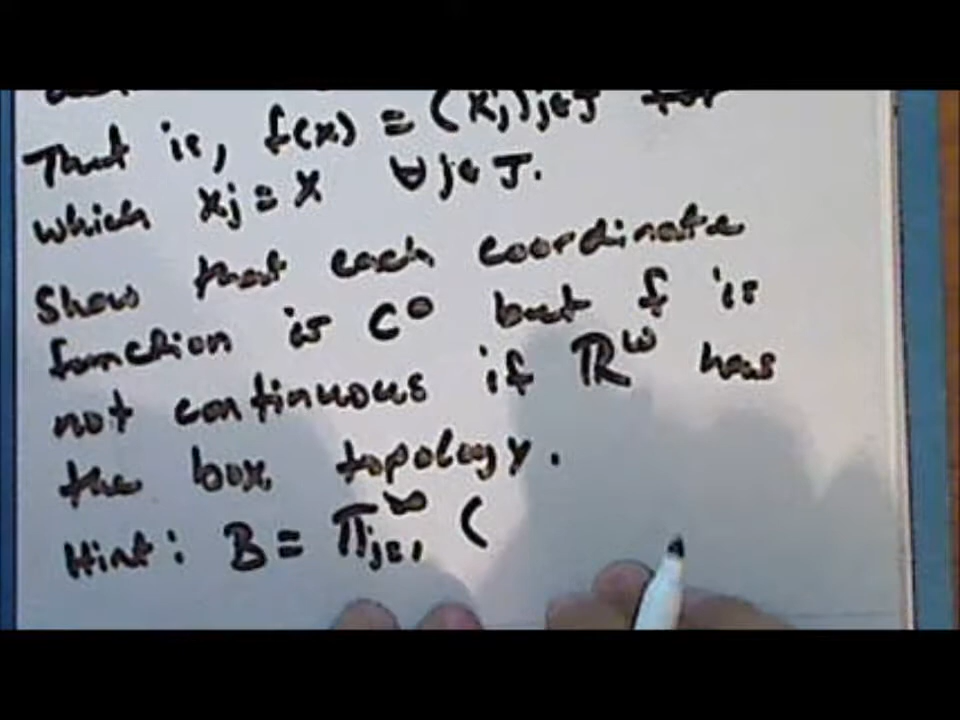 That is, f(x) = (xⱼ)ⱼ∈J for
which xⱼ = x ∀ j ∈ J.
Show that each coordinate
function is C⁰ but f is
not continuous if ℝ^ω has
the box topology.
Hint: B = Π_{j=1}^∞ (